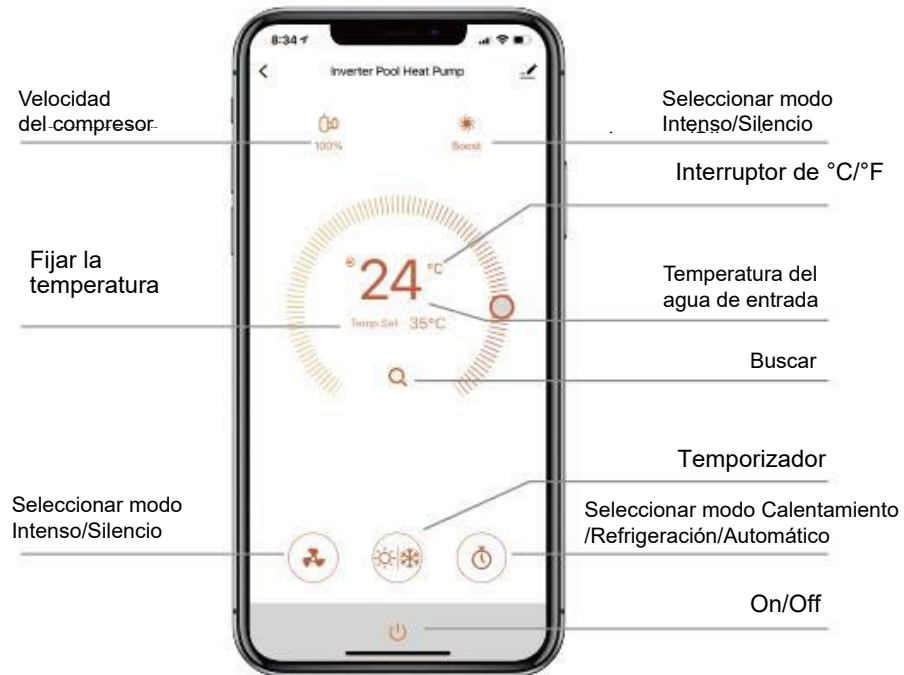 8:34
Inverter Pool Heat Pump
Velocidad
del compresor
Seleccionar modo
Intenso/Silencio
100%
Boost
Interruptor de °C/°F
Fijar la
temperatura
24 °C
Temperatura del
agua de entrada
Temp Set 35°C
Buscar
Temporizador
Seleccionar modo
Intenso/Silencio
Seleccionar modo Calentamiento
/Refrigeración/Automático
On/Off